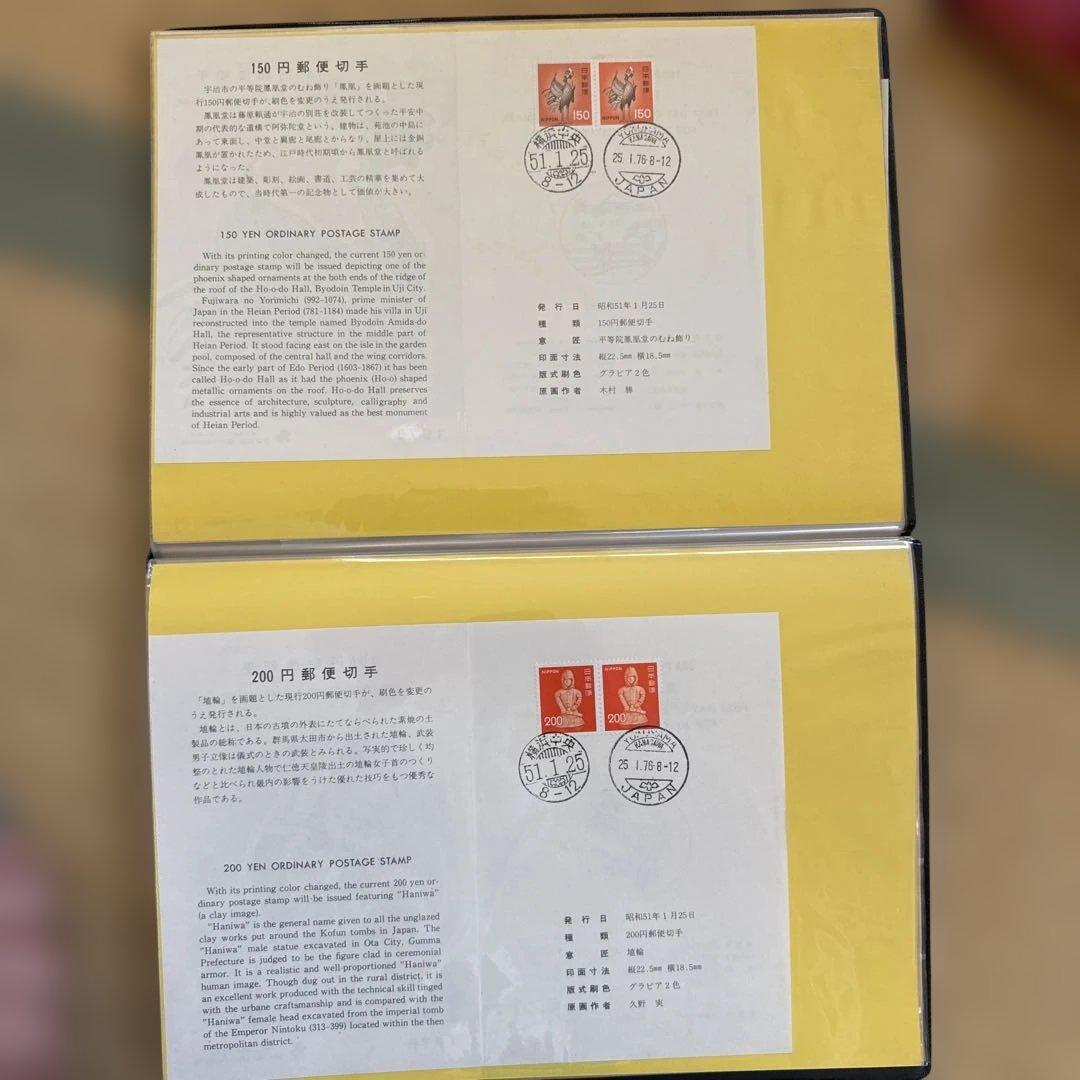 150円郵便切手
宇治市の平等院鳳凰堂のむね飾り「鳳凰」を画題とした現
行150円郵便切手が、刷色を変更のうえ発行される。
鳳凰堂は藤原頼通が宇治の別荘を改装してつくった平安中
期の代表的な遺構で阿弥陀堂という。建物は、苑池の中島に
あって東面し、中堂と翼廊と尾廊とからなり、屋上には金銅
鳳凰が置かれたため、江戸時代初期頃から鳳凰堂と呼ばれる
ようになった。
鳳凰堂は建築、彫刻、絵画、書道、工芸の精華を集めて大
成したもので、当時代第一の記念物として価値が大きい。
150 YEN ORDINARY POSTAGE STAMP
With its printing color changed, the current 150 yen or-
dinary postage stamp will be issued depicting one of the
phoenix shaped ornaments at the both ends of the ridge of
the roof of the Ho-o-do Hall, Byodoin Temple in Uji City.
Fujiwara no Yorimichi (992-1074), prime minister of
Japan in the Heian Period (781-1184) made his villa in Uji
reconstructed into the temple named Byodoin Amida-do
Hall, the representative structure in the middle part of
Heian Period. It stood facing east on the isle in the garden
pool, composed of the central hall and the wing corridors.
Since the early part of Edo Period (1603-1867) it has been
called Ho-o-do Hall as it had the phoenix (Ho-o) shaped
metallic ornaments on the roof. Ho-o-do Hall preserves
the essence of architecture, sculpture, calligraphy and
industrial arts and is highly valued as the best monument
of Heian Period.
日本郵便
NIPPON 150
日本郵便
NIPPON 150
横浜中央
51.1.25
8-12
YOKOHAMA
KANAGAWA
25.1.76.8-12
JAPAN
発行日 昭和51年1月25日
種類 150円郵便切手
意匠 平等院鳳凰堂のむね飾り
印面寸法 縦22.5mm 横18.5mm
版式刷色 グラビア2色
原画作者 木村 勝
200円郵便切手
「埴輪」を画題とした現行200円郵便切手が、刷色を変更の
うえ発行される。
埴輪とは、日本の古墳の外表にたてならべられた素焼の土
製品の総称である。群馬県太田市から出土された埴輪、武装
男子立像は儀式のときの武装とみられる。写実的で珍しく均
整のとれた埴輪人物で仁徳天皇陵出土の埴輪女子首のつくり
などと比べられ畿内の影響をうけた優れた技巧をもつ優秀な
作品である。
200 YEN ORDINARY POSTAGE STAMP
With its printing color changed, the current 200 yen or-
dinary postage stamp will be issued featuring "Haniwa"
(a clay image).
"Haniwa" is the general name given to all the unglazed
clay works put around the Kofun tombs in Japan. The
"Haniwa" male statue excavated in Ota City, Gumma
Prefecture is judged to be the figure clad in ceremonial
armor. It is a realistic and well-proportioned "Haniwa"
human image. Though dug out in the rural district, it is
an excellent work produced with the technical skill tinged
with the urbane craftsmanship and is compared with the
"Haniwa" female head excavated from the imperial tomb
of the Emperor Nintoku (313-399) located within the then
metropolitan district.
NIPPON 日本郵便
200
NIPPON 日本郵便
200
横浜中央
51.1.25
8-12
YOKOHAMA
KANAGAWA
25.1.76.8-12
JAPAN
発行日 昭和51年1月25日
種類 200円郵便切手
意匠 埴輪
印面寸法 縦22.5mm 横18.5mm
版式刷色 グラビア2色
原画作者 久野 実